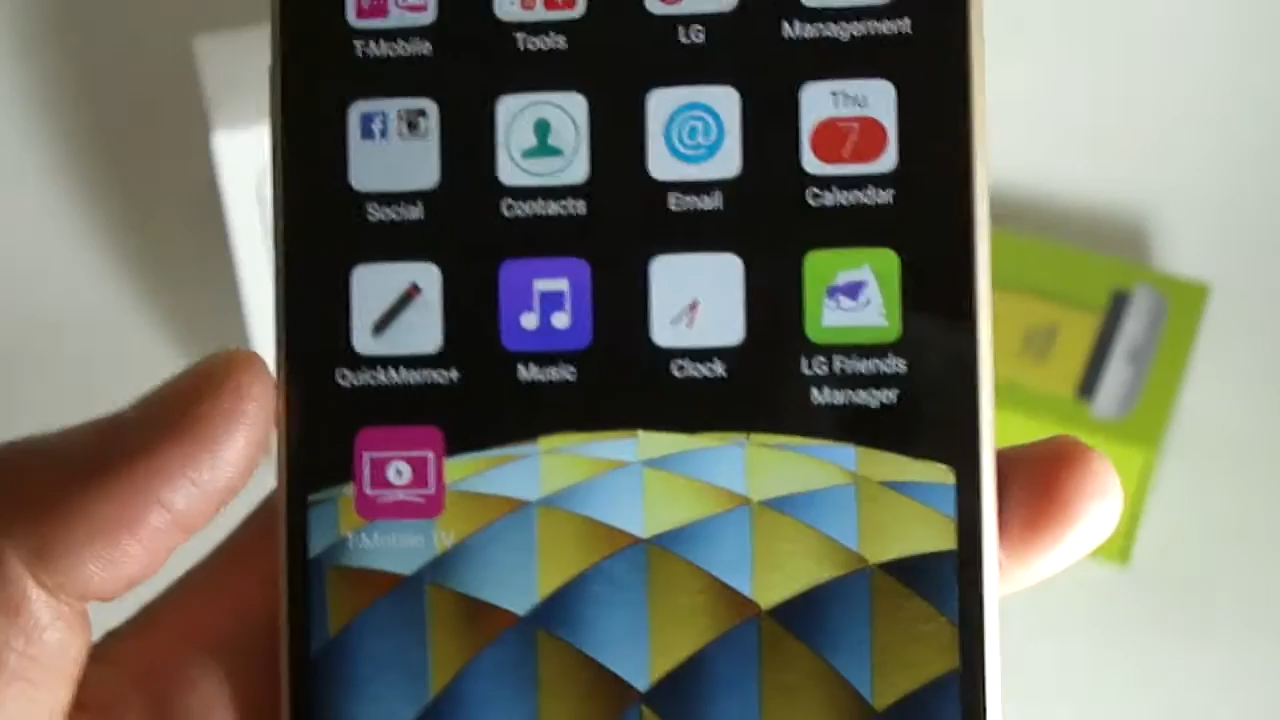 T-Mobile Tools LG Management
Thu
7
Social Contacts Email Calendar
QuickMemo+ Music Clock LG Friends
Manager
T-Mobile TV